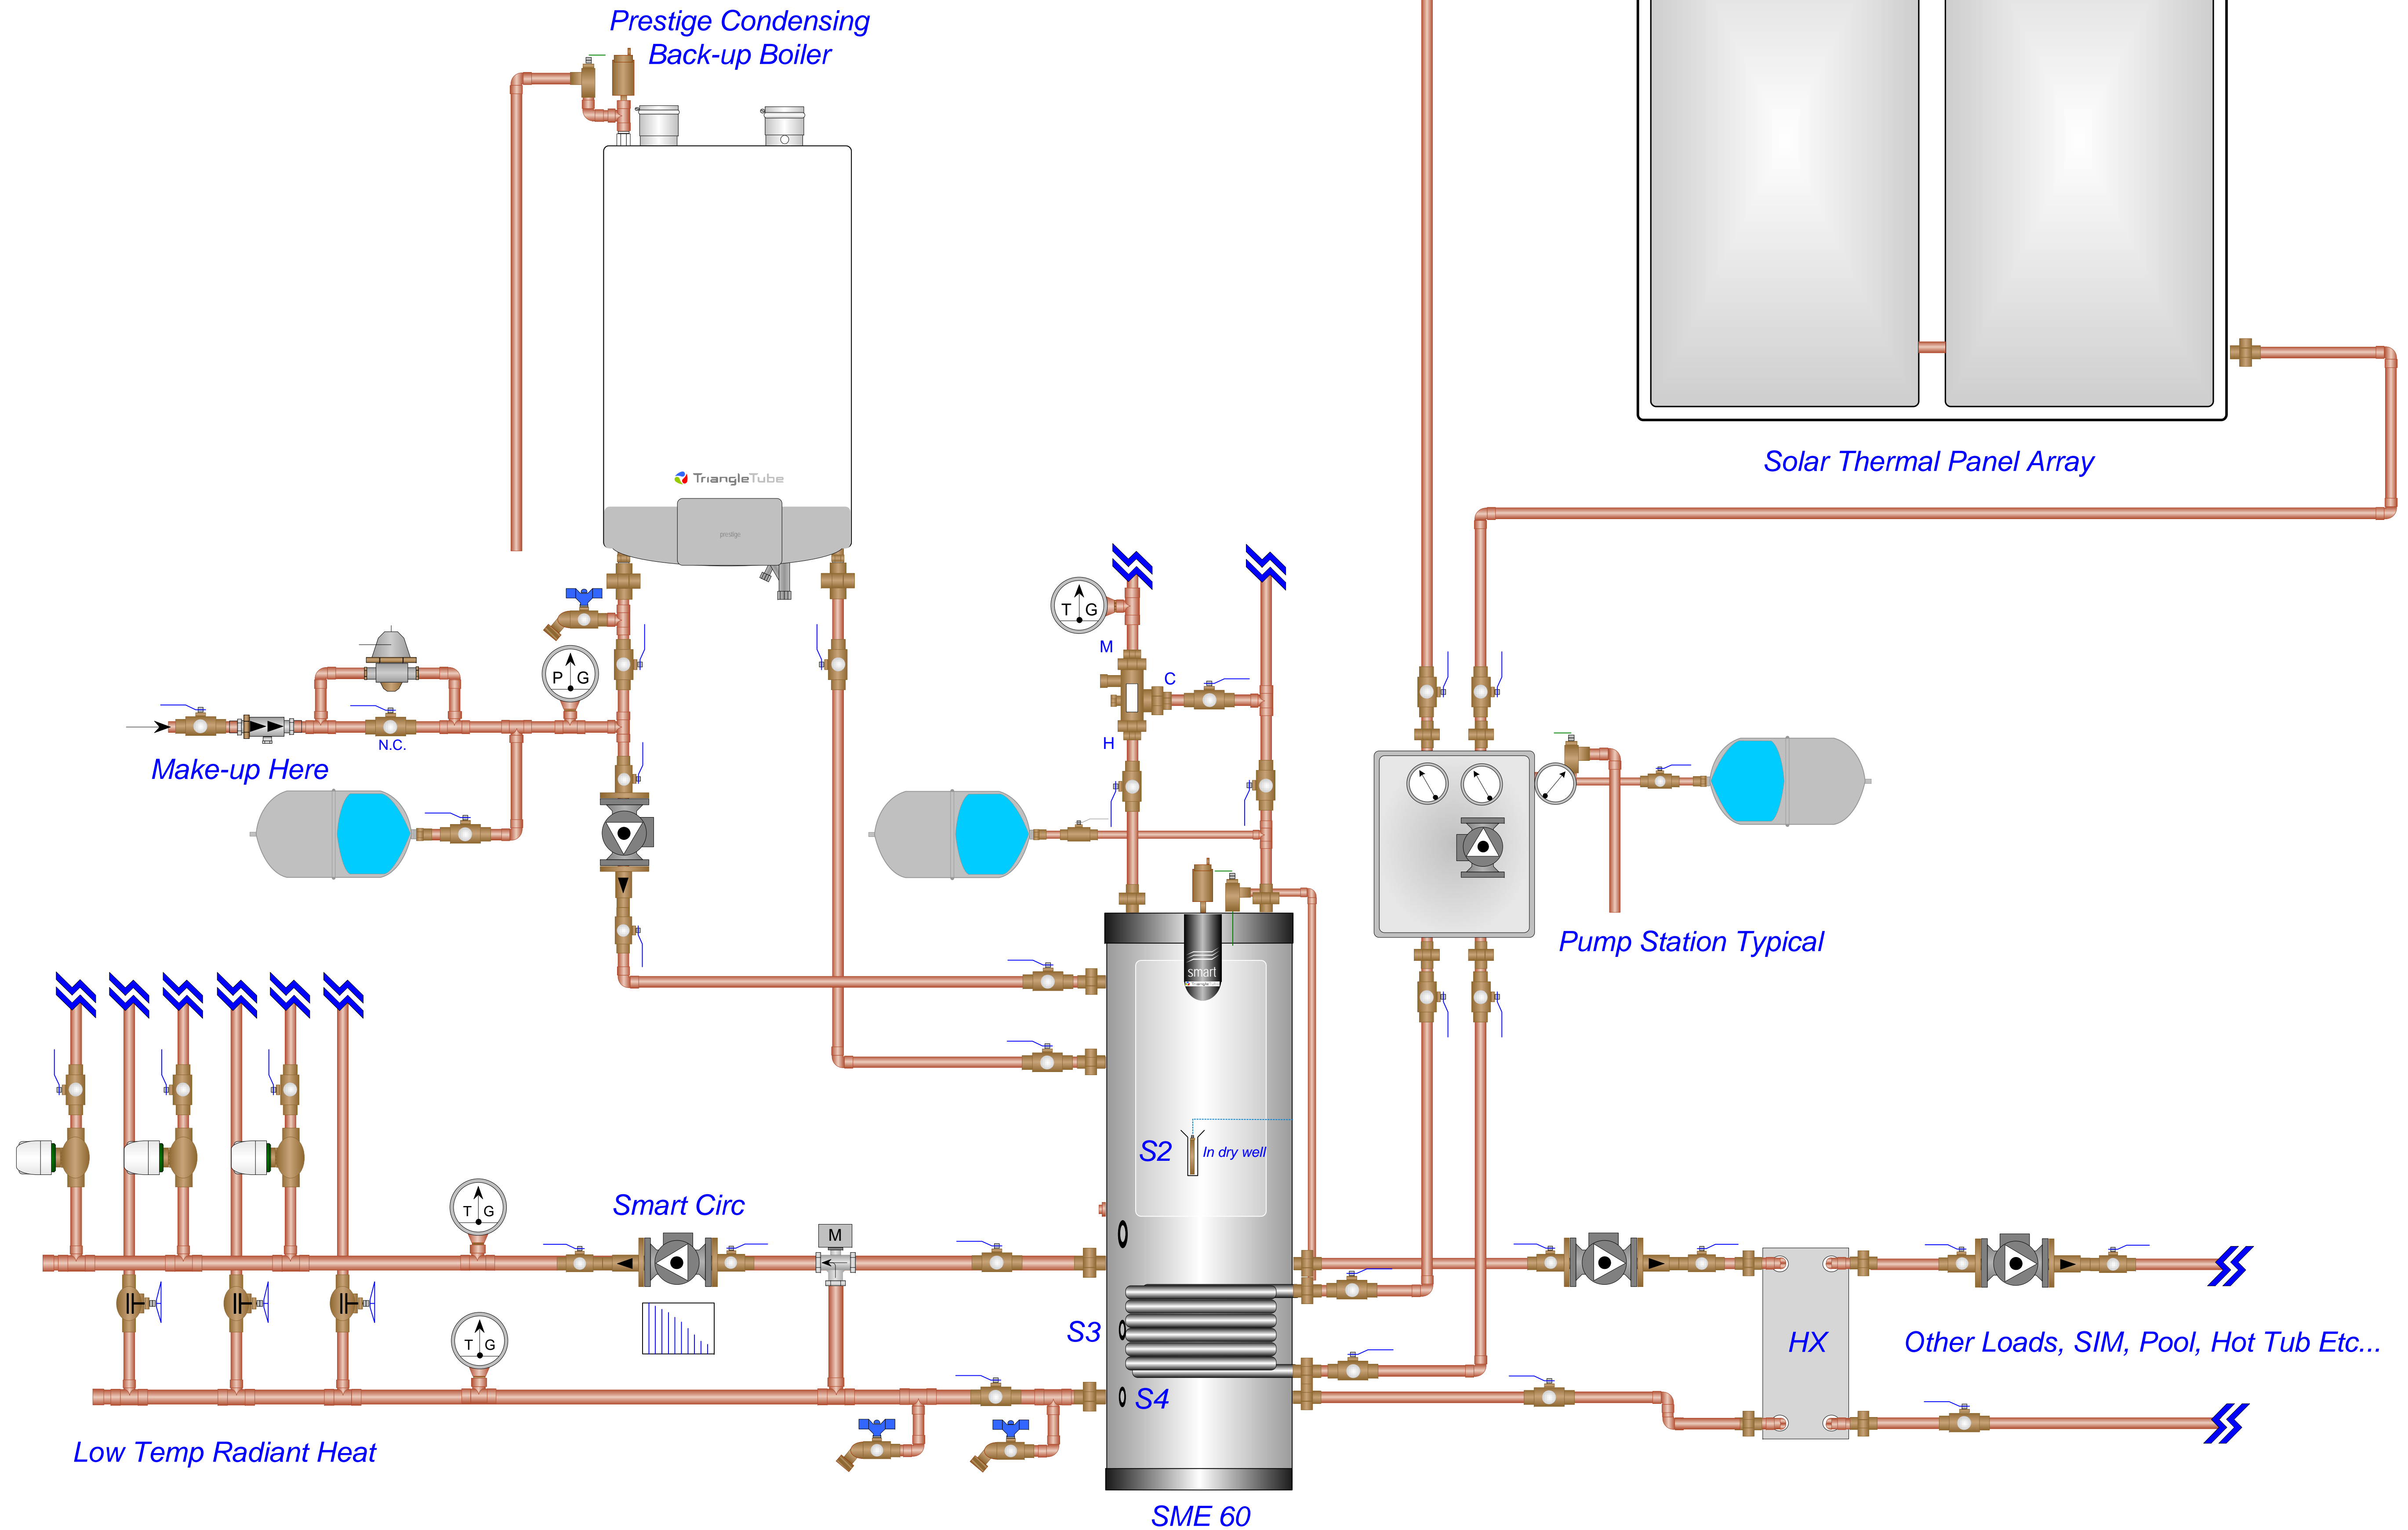 Prestige Condensing
Back-up Boiler
TriangleTube
prestige
Solar Thermal Panel Array
T G
M
C
H
P G
N.C.
Make-up Here
Pump Station Typical
smart
TriangleTube
S2
In dry well
T G
Smart Circ
M
S3
T G
HX
Other Loads, SIM, Pool, Hot Tub Etc...
S4
Low Temp Radiant Heat
SME 60